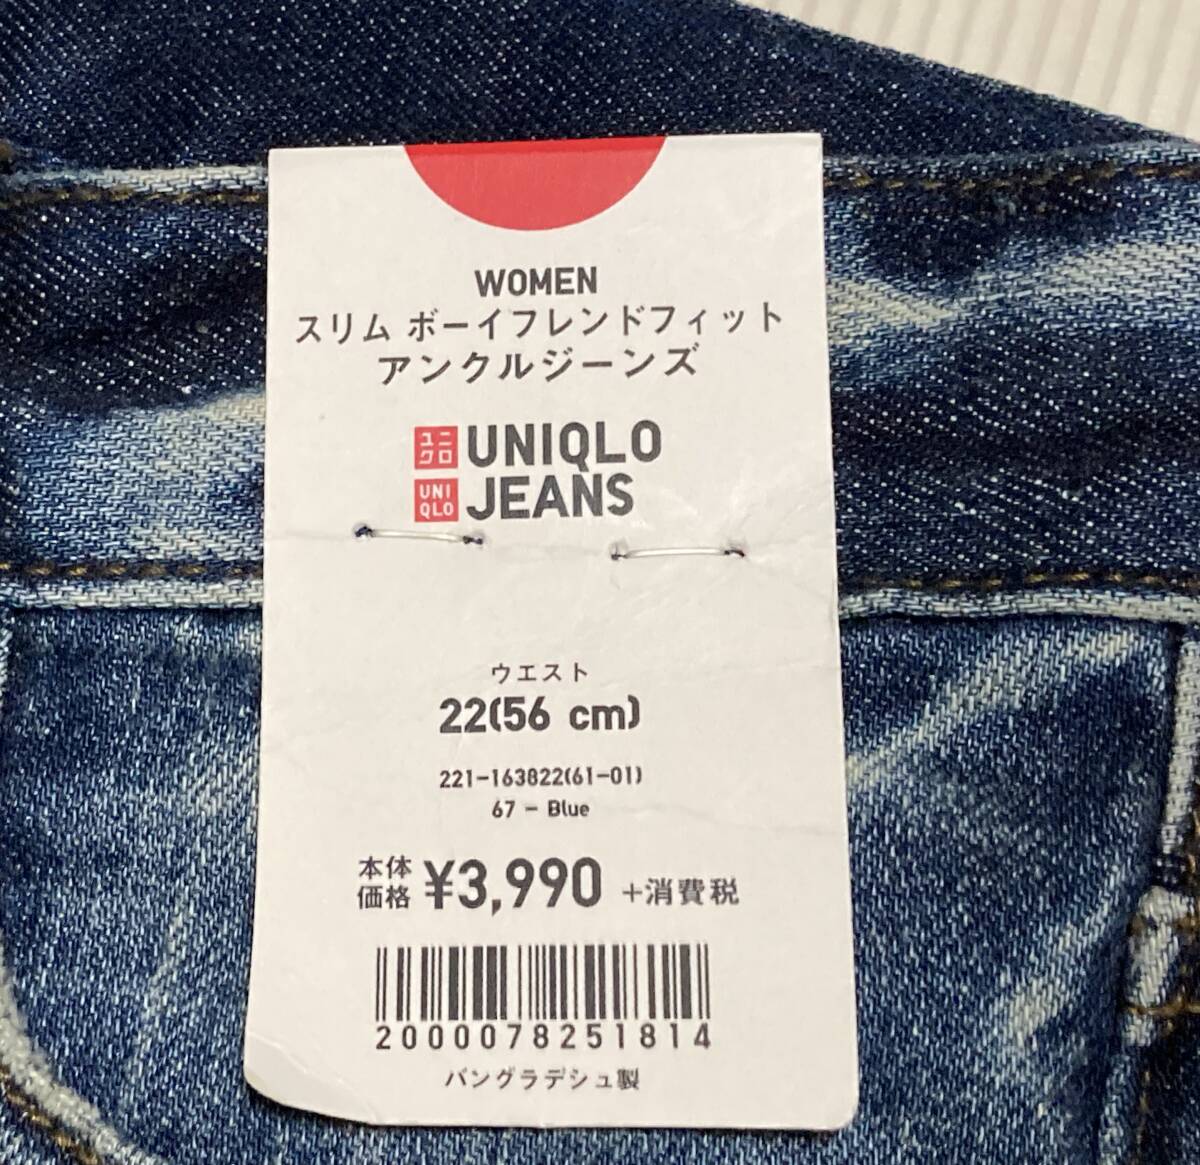 WOMEN
スリム ボーイフレンドフィット
アンクルジーンズ
ユニ
クロ
UNIQLO
UNI
QLO
JEANS
ウエスト
22(56 cm)
221-163822(61-01)
67 - Blue
本体
価格 ¥3,990 +消費税
2000078251814
バングラデシュ製